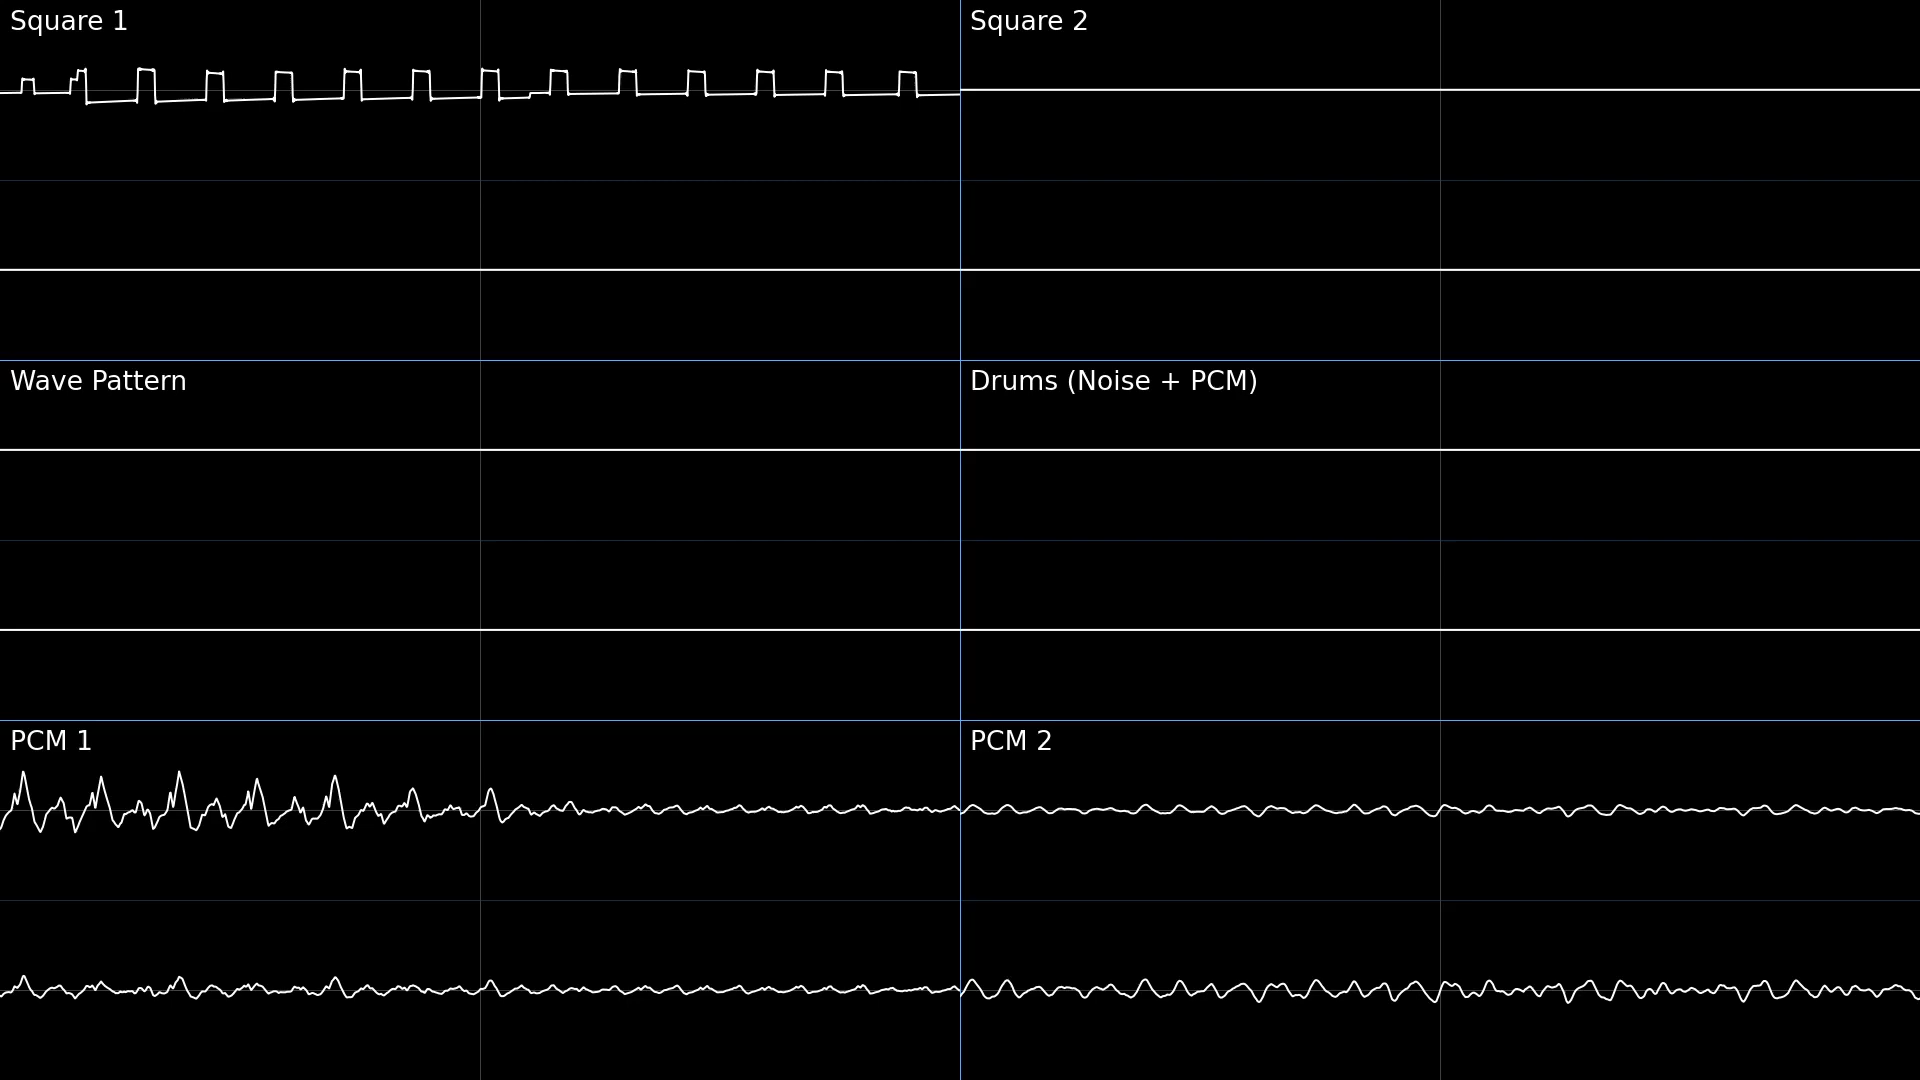 Square 1
Square 2
Wave Pattern
Drums (Noise + PCM)
PCM 1
PCM 2